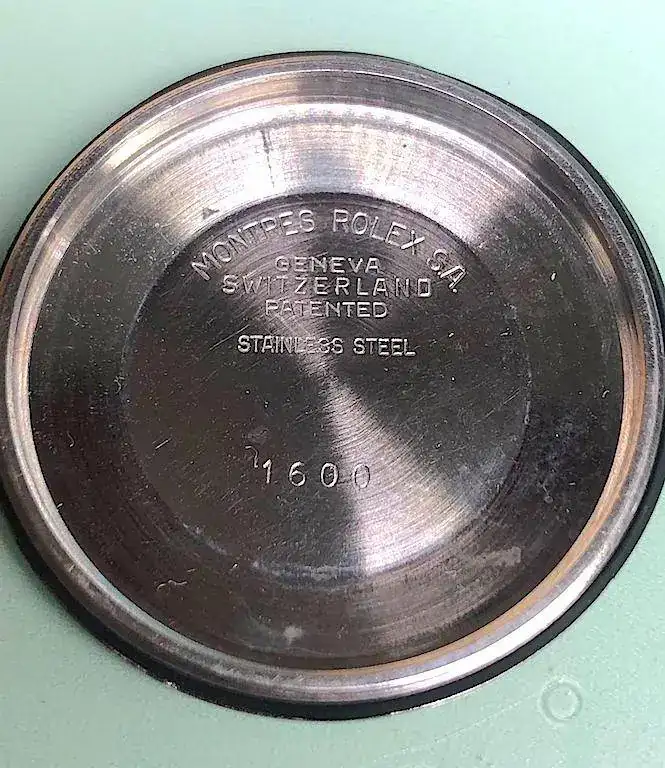 MONTRES ROLEX S.A.
GENEVA
SWITZERLAND
PATENTED
STAINLESS STEEL
1600